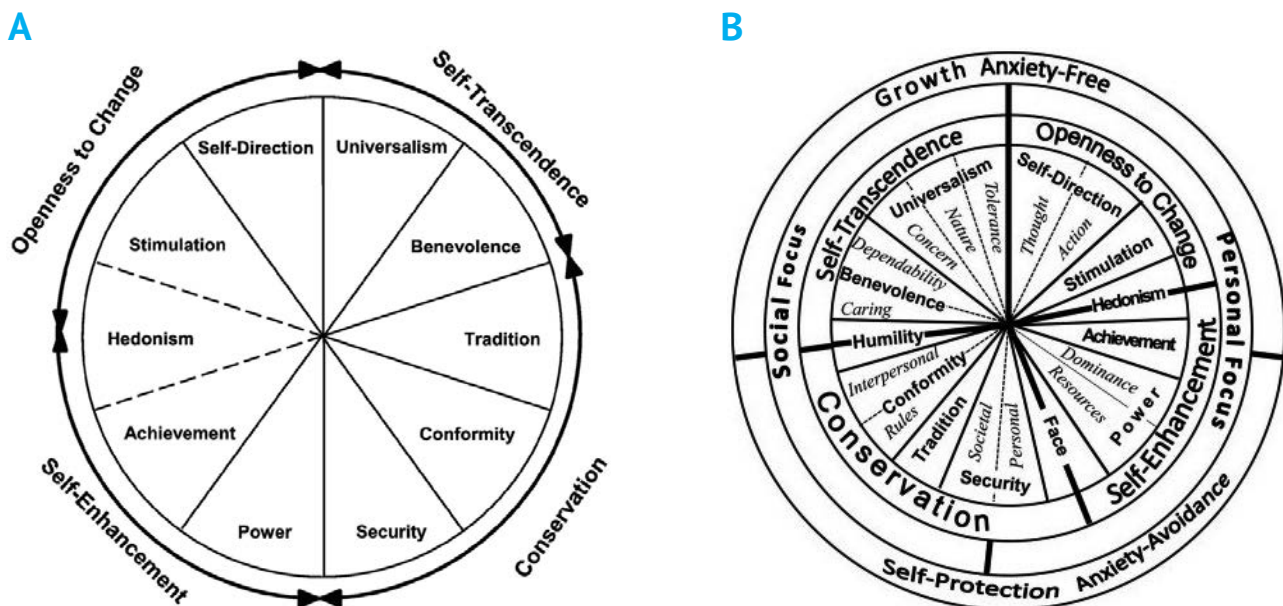 A
Openness to Change
Self-Transcendence
Self-Direction
Universalism
Stimulation
Benevolence
Hedonism
Tradition
Achievement
Conformity
Power
Security
Self-Enhancement
Conservation
B
Growth Anxiety-Free
Social Focus
Personal Focus
Self-Transcendence
Openness to Change
Universalism
Concern
Nature
Tolerance
Self-Direction
Thought
Action
Dependability
Benevolence
Caring
Stimulation
Hedonism
Humility
Achievement
Interpersonal
Conformity
Rules
Dominance
Resources
Power
Tradition
Societal
Personal
Security
Face
Conservation
Self-Enhancement
Self-Protection Anxiety-Avoidance